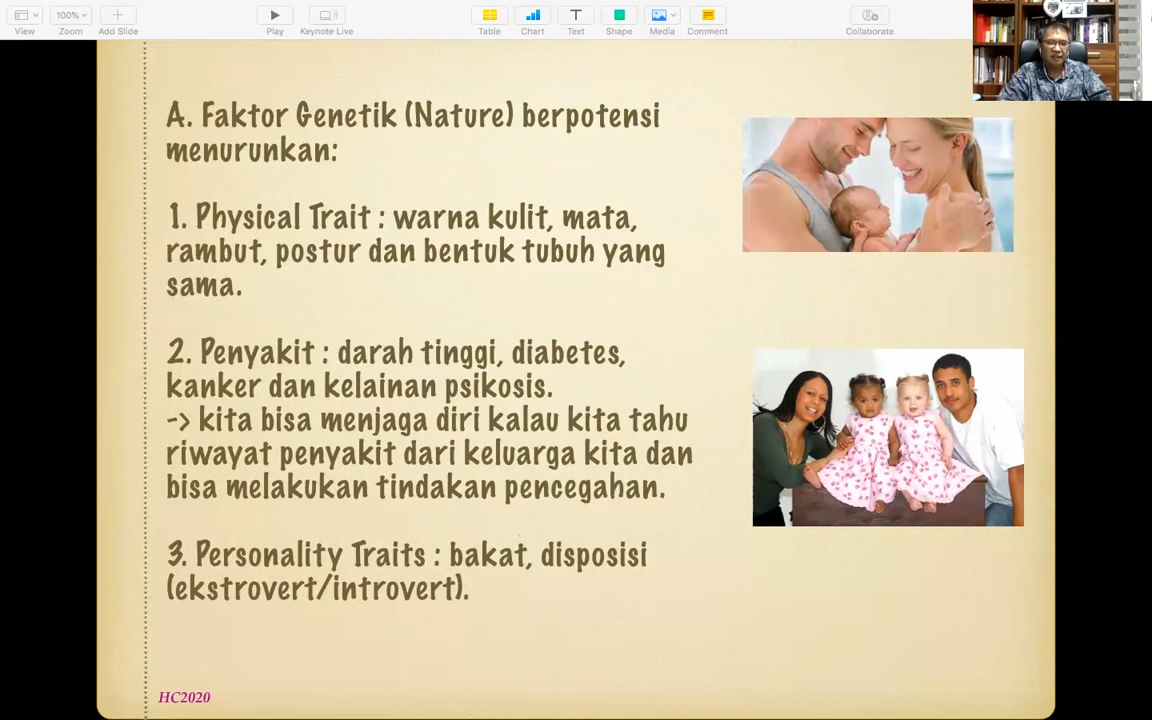 View
100%
Zoom
Add Slide
Play
Keynote Live
Table
Chart
Text
Shape
Media
Comment
Collaborate
A. Faktor Genetik (Nature) berpotensi
menurunkan:
1. Physical Trait : warna kulit, mata,
rambut, postur dan bentuk tubuh yang
sama.
2. Penyakit : darah tinggi, diabetes,
kanker dan kelainan psikosis.
-> kita bisa menjaga diri kalau kita tahu
riwayat penyakit dari keluarga kita dan
bisa melakukan tindakan pencegahan.
3. Personality Traits : bakat, disposisi
(ekstrovert/introvert).
HC2020